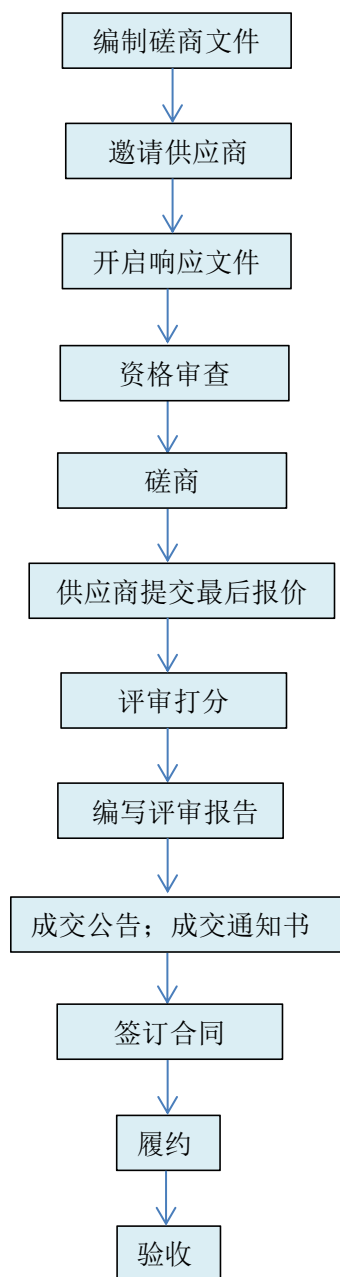 编制磋商文件
邀请供应商
开启响应文件
资格审查
磋商
供应商提交最后报价
评审打分
编写评审报告
成交公告；成交通知书
签订合同
履约
验收